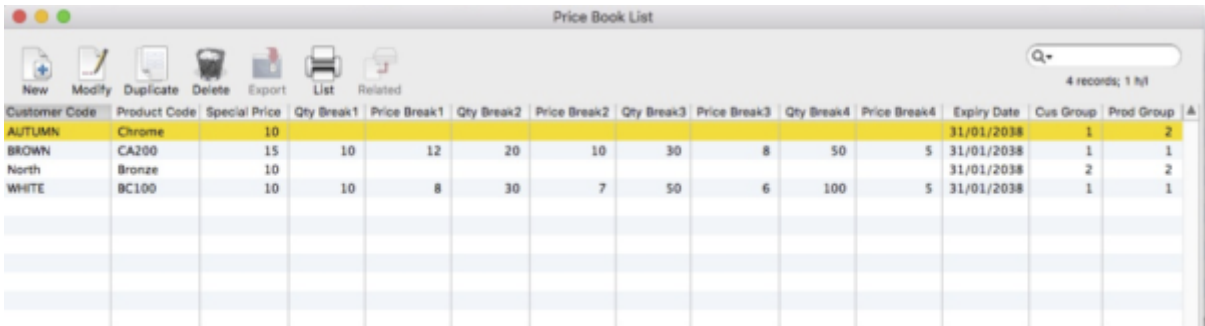 Price Book List
New Modify Duplicate Delete Export List Related
4 records; 1 h/l
Customer Code Product Code Special Price Qty Break1 Price Break1 Qty Break2 Price Break2 Qty Break3 Price Break3 Qty Break4 Price Break4 Expiry Date Cus Group Prod Group
AUTUMN Chrome 10 31/01/2038 1 2
BROWN CA200 15 10 12 20 10 30 8 50 5 31/01/2038 1 1
North Bronze 10 31/01/2038 2 2
WHITE BC100 10 10 8 30 7 50 6 100 5 31/01/2038 1 1